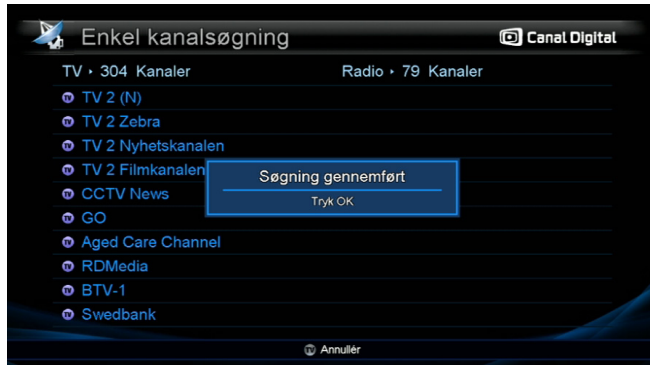 Enkel kanalsøgning
Canal Digital
TV ‣ 304 Kanaler
Radio ‣ 79 Kanaler
TV 2 (N)
TV 2 Zebra
TV 2 Nyhetskanalen
TV 2 Filmkanalen
CCTV News
GO
Aged Care Channel
RDMedia
BTV-1
Swedbank
Søgning gennemført
Tryk OK
TV Annullér